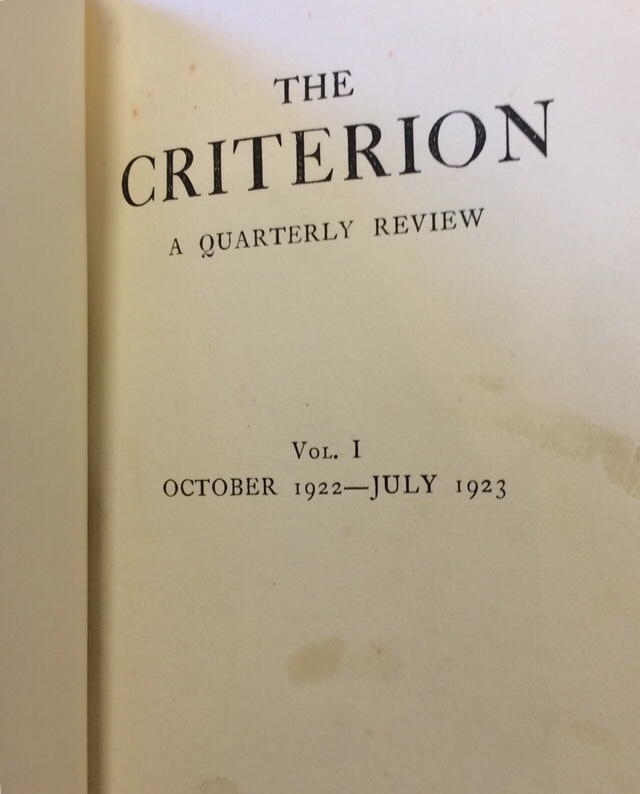 THE
CRITERION
A QUARTERLY REVIEW
VOL. I
OCTOBER 1922—JULY 1923